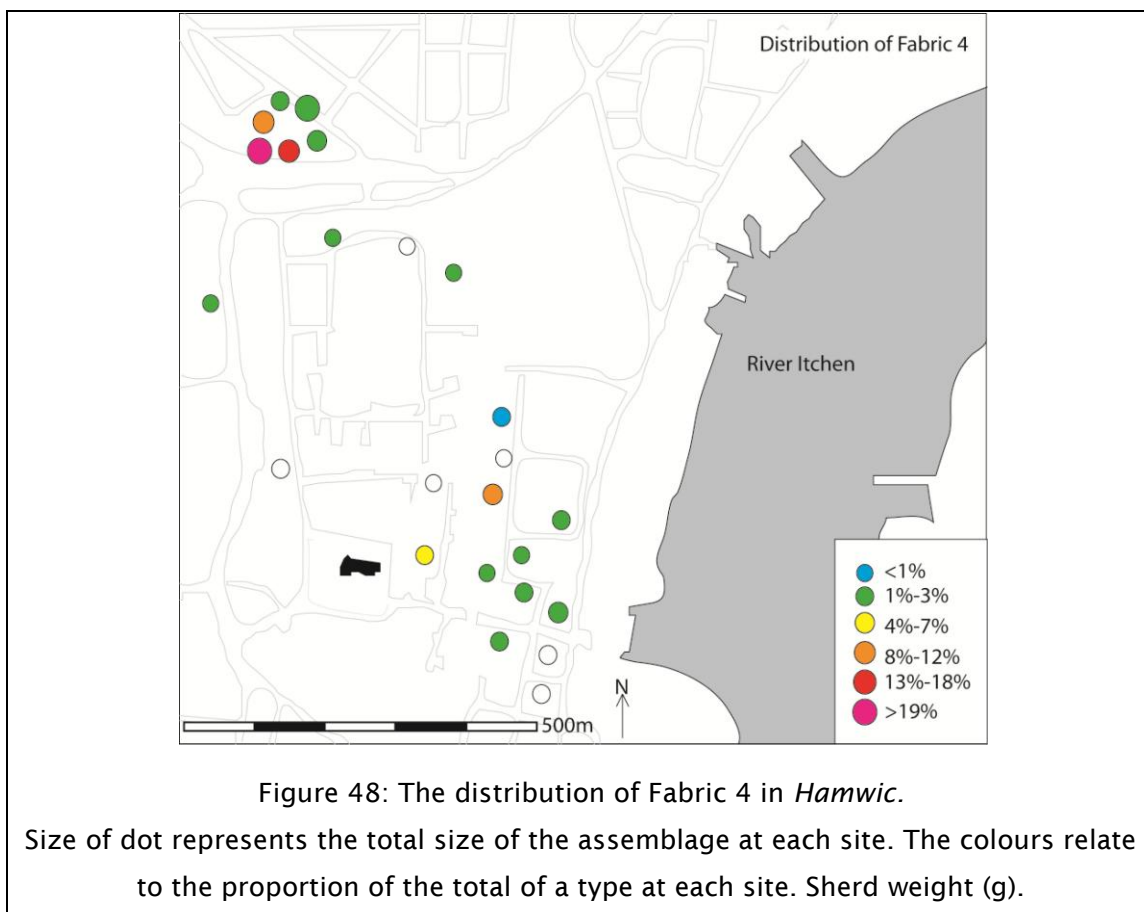 Distribution of Fabric 4
River Itchen
<1%
1%-3%
4%-7%
8%-12%
13%-18%
>19%
N
500m
Figure 48: The distribution of Fabric 4 in Hamwic.
Size of dot represents the total size of the assemblage at each site. The colours relate
to the proportion of the total of a type at each site. Sherd weight (g).